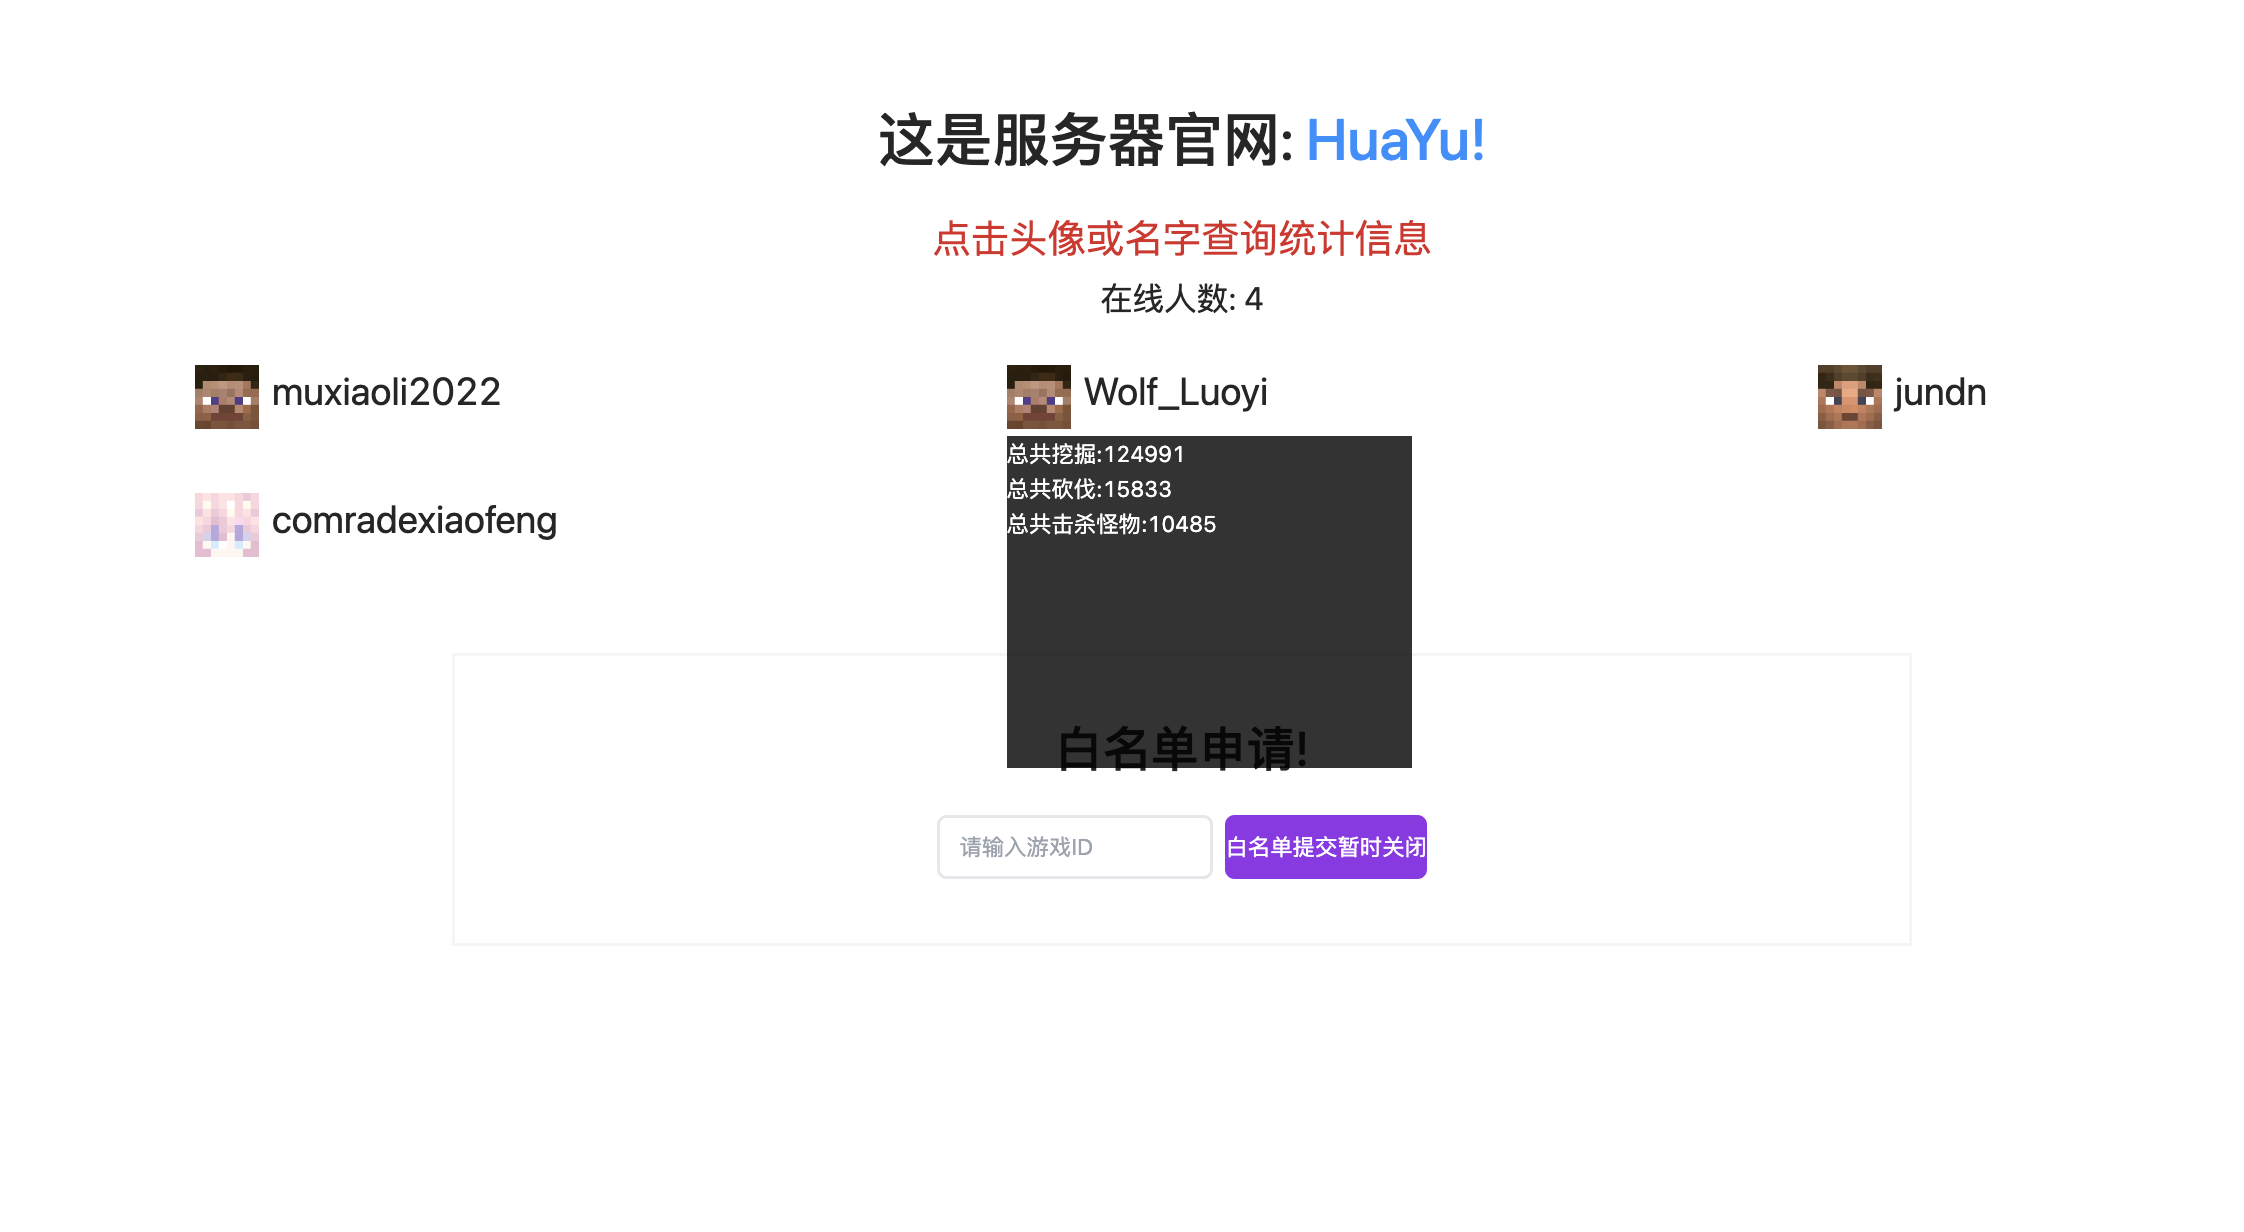 这是服务器官网: HuaYu!
点击头像或名字查询统计信息
在线人数: 4
muxiaoli2022
Wolf_Luoyi
jundn
总共挖掘:124991
总共砍伐:15833
总共击杀怪物:10485
comradexiaofeng
白名单申请!
请输入游戏ID
白名单提交暂时关闭